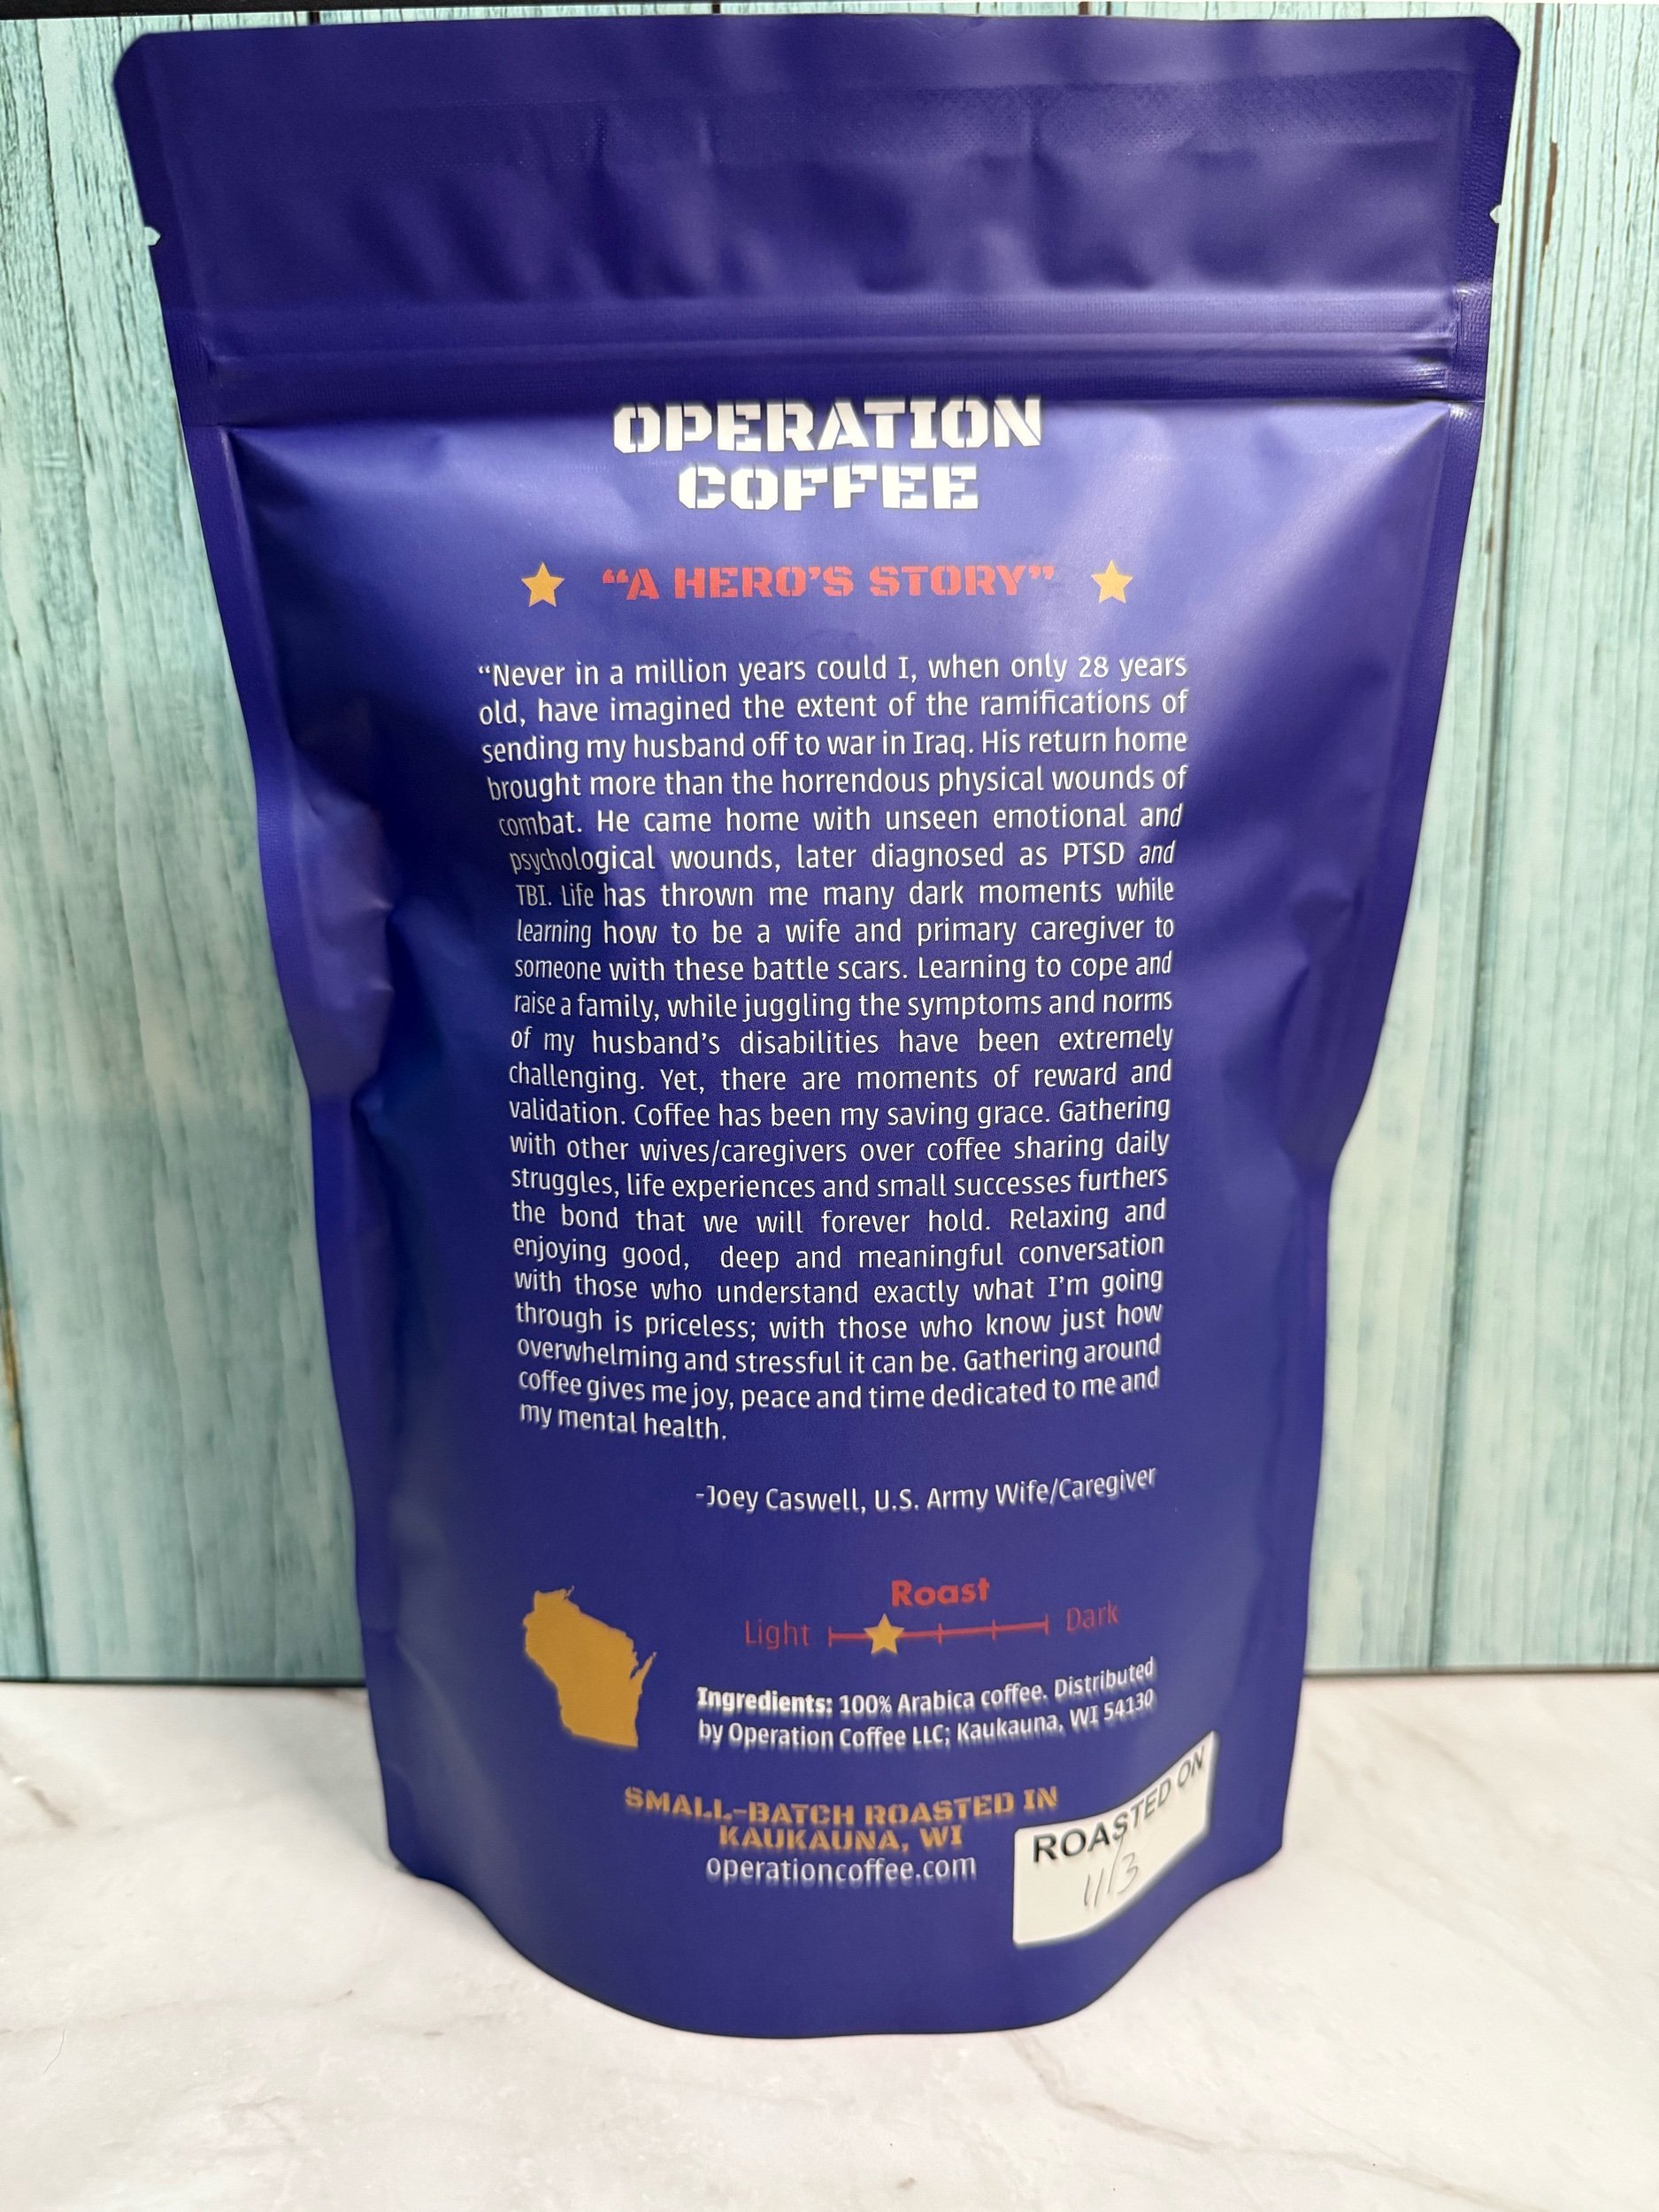 OPERATION
COFFEE
“A HERO’S STORY”
“Never in a million years could I, when only 28 years
old, have imagined the extent of the ramifications of
sending my husband off to war in Iraq. His return home
brought more than the horrendous physical wounds of
combat. He came home with unseen emotional and
psychological wounds, later diagnosed as PTSD and
TBI. Life has thrown me many dark moments while
learning how to be a wife and primary caregiver to
someone with these battle scars. Learning to cope and
raise a family, while juggling the symptoms and norms
of my husband’s disabilities have been extremely
challenging. Yet, there are moments of reward and
validation. Coffee has been my saving grace. Gathering
with other wives/caregivers over coffee sharing daily
struggles, life experiences and small successes furthers
the bond that we will forever hold. Relaxing and
enjoying good, deep and meaningful conversation
with those who understand exactly what I’m going
through is priceless; with those who know just how
overwhelming and stressful it can be. Gathering around
coffee gives me joy, peace and time dedicated to me and
my mental health.
-Joey Caswell, U.S. Army Wife/Caregiver
Roast
Light Dark
Ingredients: 100% Arabica coffee. Distributed
by Operation Coffee LLC; Kaukauna, WI 54130
SMALL-BATCH ROASTED IN
KAUKAUNA, WI
operationcoffee.com
ROASTED ON
11/3